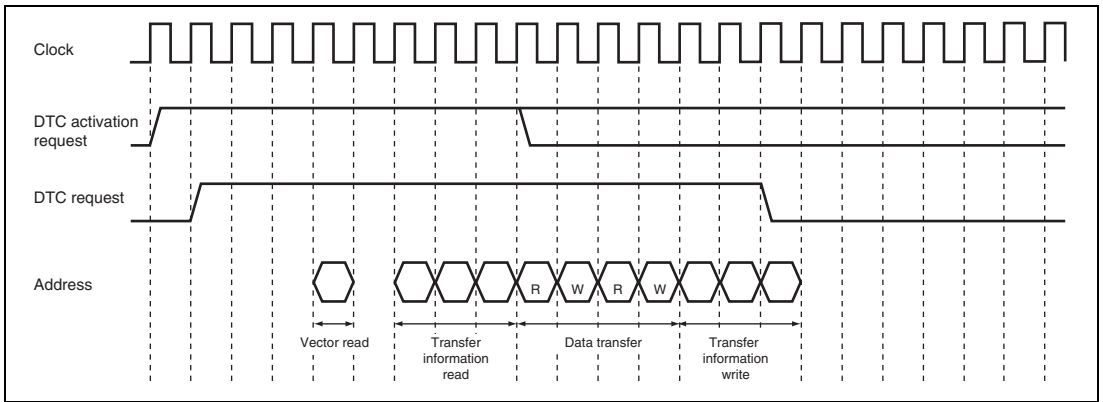 Clock
DTC activation
request
DTC request
Address
R W R W
Vector read
Transfer
information
read
Data transfer
Transfer
information
write